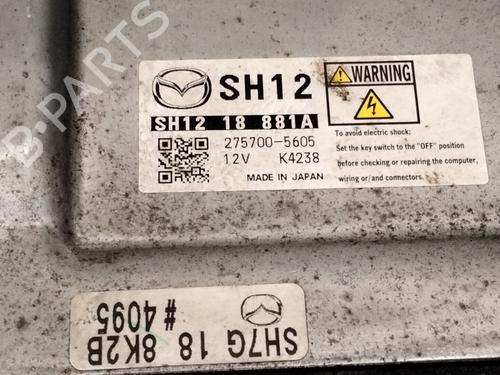 B-PARTS
SH12
SH12 18 881A
275700-5605
12V K4238
MADE IN JAPAN
WARNING
To avoid electric shock;
Set the key switch to the "OFF" position
before checking or repairing the computer,
wiring or/and connectors.
SH7G 18 8K2B
# 4095